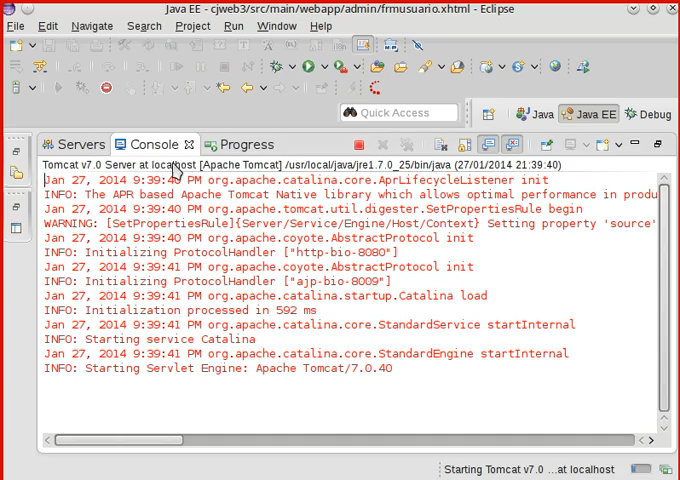 Java EE - cjweb3/src/main/webapp/admin/frmusuario.xhtml - Eclipse
File Edit Navigate Search Project Run Window Help
Quick Access Java Java EE Debug
Servers Console Progress
Tomcat v7.0 Server at localhost [Apache Tomcat] /usr/local/java/jre1.7.0_25/bin/java (27/01/2014 21:39:40)
Jan 27, 2014 9:39:40 PM org.apache.catalina.core.AprLifecycleListener init
INFO: The APR based Apache Tomcat Native library which allows optimal performance in produ
Jan 27, 2014 9:39:40 PM org.apache.tomcat.util.digester.SetPropertiesRule begin
WARNING: [SetPropertiesRule]{Server/Service/Engine/Host/Context} Setting property 'source'
Jan 27, 2014 9:39:41 PM org.apache.coyote.AbstractProtocol init
INFO: Initializing ProtocolHandler ["http-bio-8080"]
Jan 27, 2014 9:39:41 PM org.apache.coyote.AbstractProtocol init
INFO: Initializing ProtocolHandler ["ajp-bio-8009"]
Jan 27, 2014 9:39:41 PM org.apache.catalina.startup.Catalina load
INFO: Initialization processed in 592 ms
Jan 27, 2014 9:39:41 PM org.apache.catalina.core.StandardService startInternal
INFO: Starting service Catalina
Jan 27, 2014 9:39:41 PM org.apache.catalina.core.StandardEngine startInternal
INFO: Starting Servlet Engine: Apache Tomcat/7.0.40
Starting Tomcat v7.0 ...at localhost